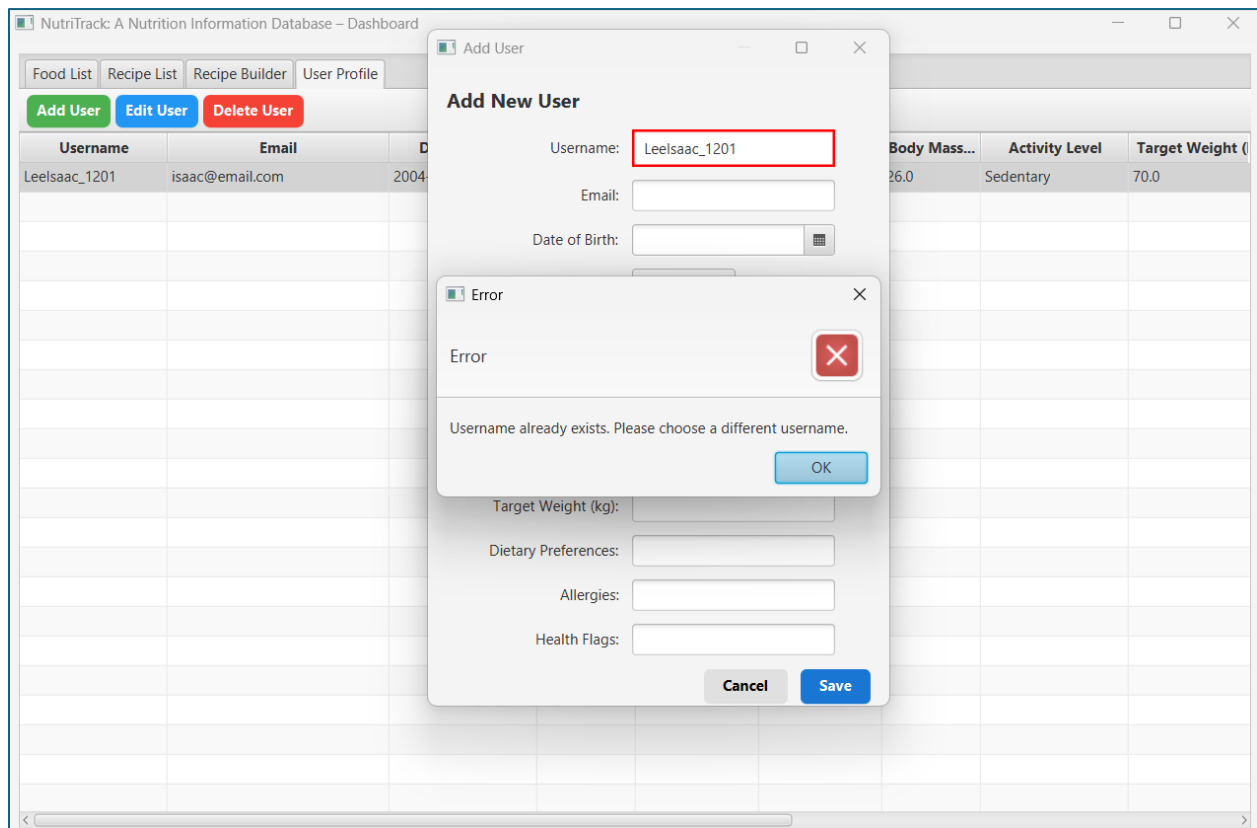 NutriTrack: A Nutrition Information Database – Dashboard
Food List Recipe List Recipe Builder User Profile
Add User Edit User Delete User
Username Email D Body Mass... Activity Level Target Weight (
LeeIsaac_1201 isaac@email.com 2004- 26.0 Sedentary 70.0
Add User
Add New User
Username: LeeIsaac_1201
Email:
Date of Birth:
Error
Error
Username already exists. Please choose a different username.
OK
Target Weight (kg):
Dietary Preferences:
Allergies:
Health Flags:
Cancel Save